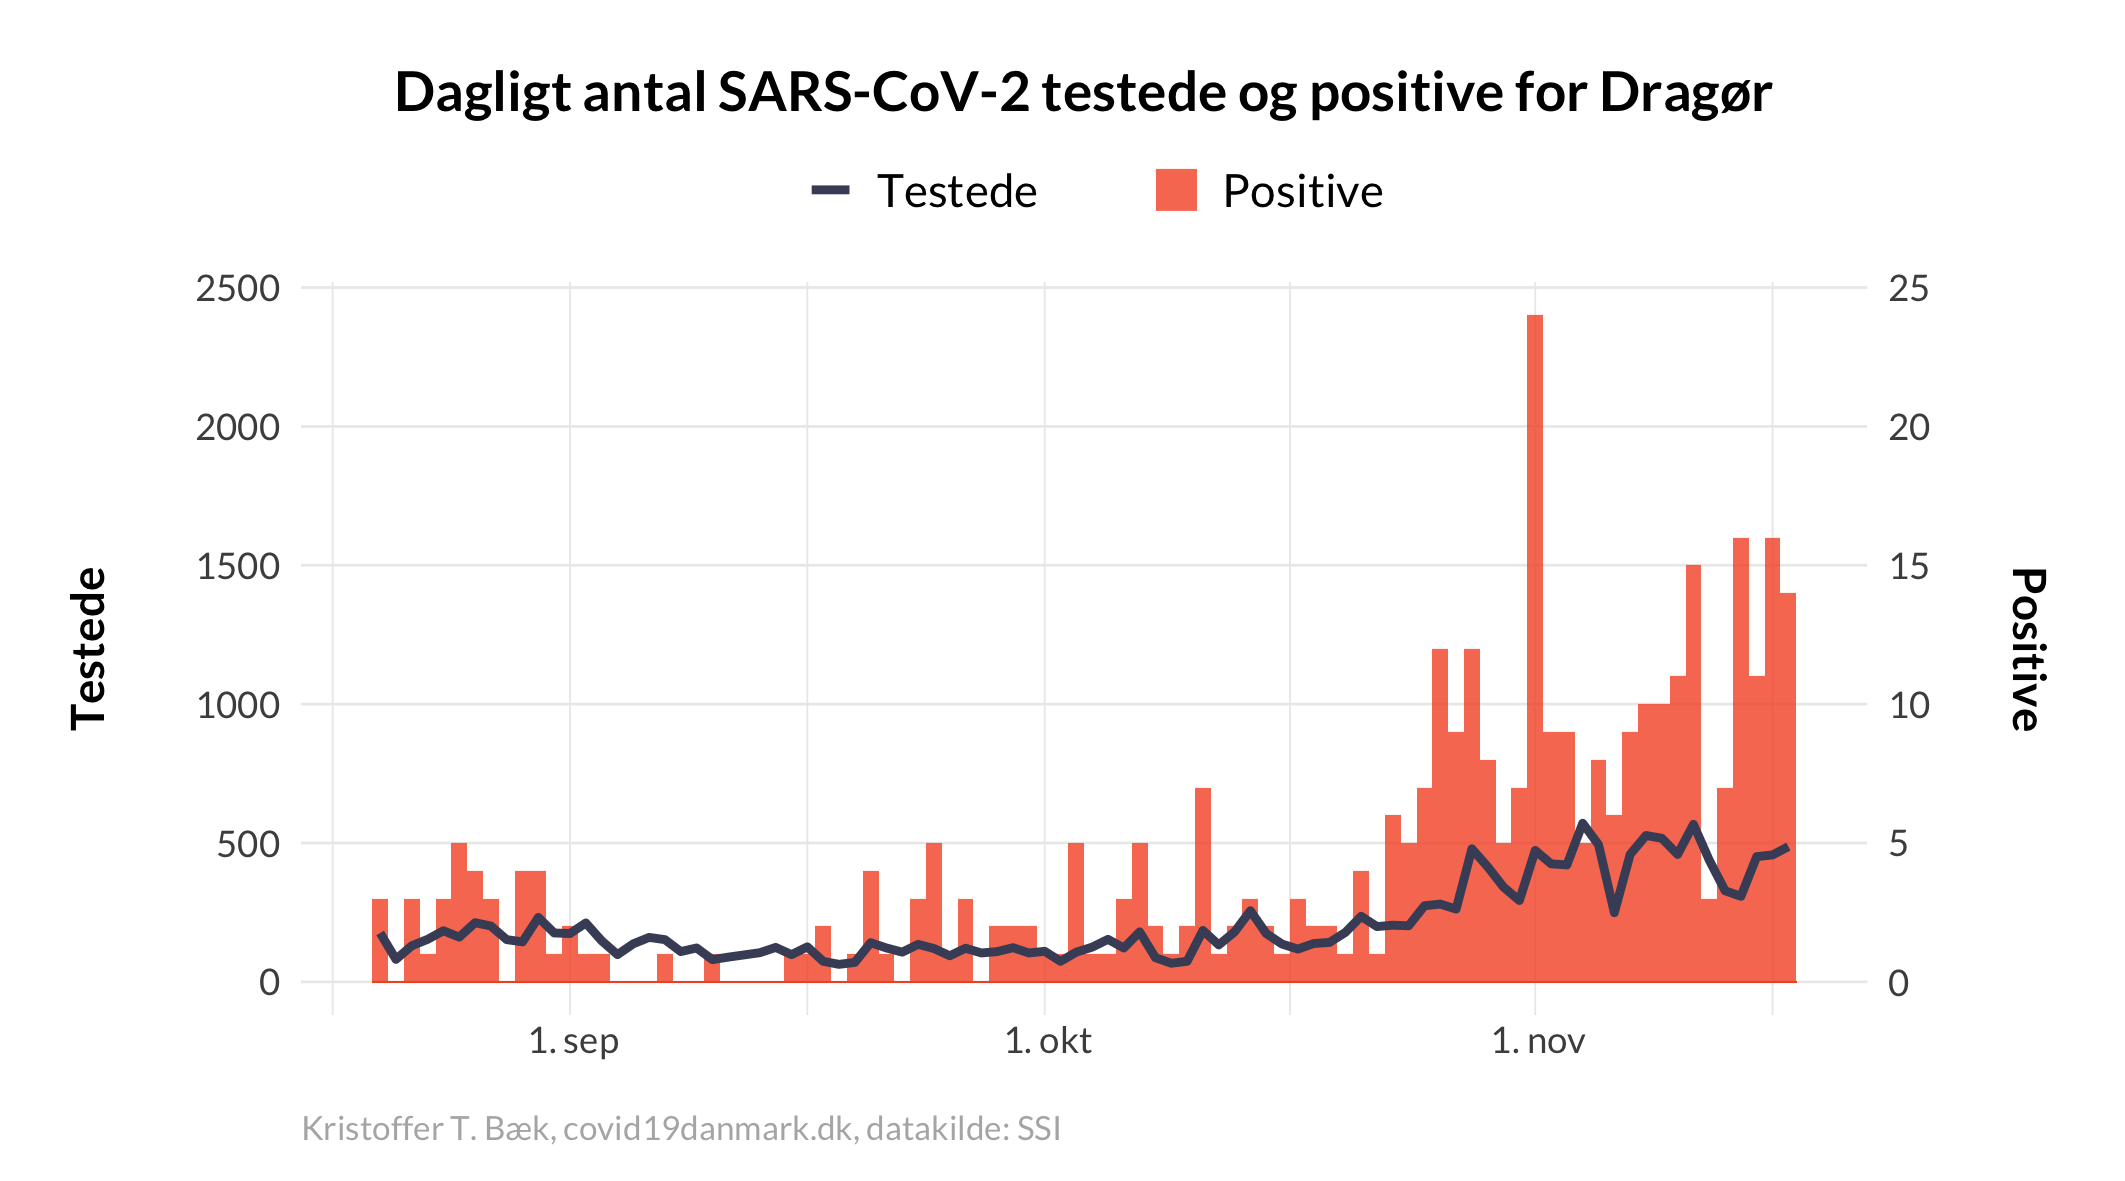 Dagligt antal SARS-CoV-2 testede og positive for Dragør
Testede Positive
2500 25
2000 20
1500 15
1000 10
500 5
0 0
Testede
Positive
1. sep 1. okt 1. nov
Kristoffer T. Bæk, covid19danmark.dk, datakilde: SSI